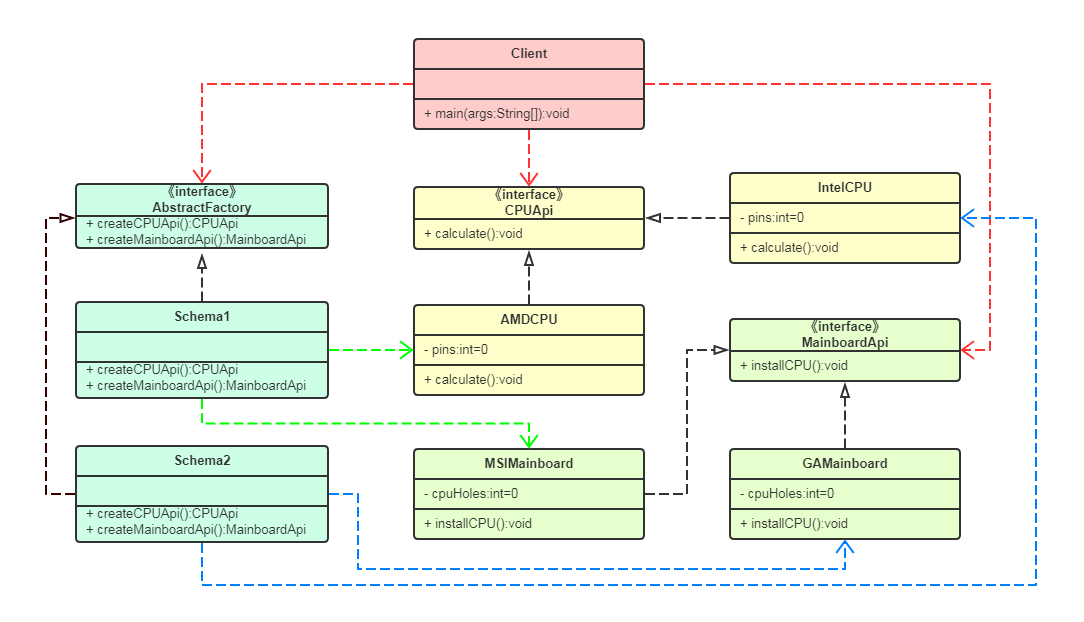 Client
+ main(args:String[]):void
《interface》
AbstractFactory
+ createCPUApi():CPUApi
+ createMainboardApi():MainboardApi
《interface》
CPUApi
+ calculate():void
IntelCPU
- pins:int=0
+ calculate():void
Schema1
+ createCPUApi():CPUApi
+ createMainboardApi():MainboardApi
AMDCPU
- pins:int=0
+ calculate():void
《interface》
MainboardApi
+ installCPU():void
Schema2
+ createCPUApi():CPUApi
+ createMainboardApi():MainboardApi
MSIMainboard
- cpuHoles:int=0
+ installCPU():void
GAMainboard
- cpuHoles:int=0
+ installCPU():void